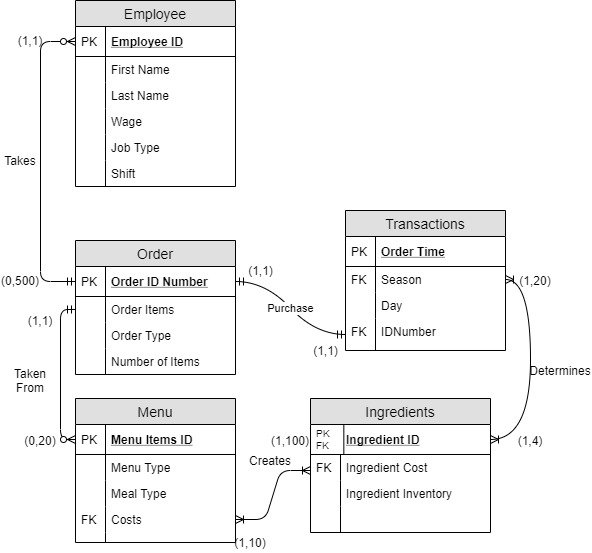 Employee
(1,1)
PK Employee ID
First Name
Last Name
Wage
Job Type
Shift
Takes
Transactions
PK Order Time
FK Season
(1,20)
Day
FK IDNumber
Order
(0,500)
PK Order ID Number
(1,1)
(1,1)
Order Items
Purchase
Order Type
(1,1)
Number of Items
Taken
From
Determines
Menu
(0,20)
PK Menu Items ID
Menu Type
Meal Type
FK Costs
(1,10)
Creates
Ingredients
(1,100)
PK
FK
Ingredient ID
(1,4)
FK Ingredient Cost
Ingredient Inventory